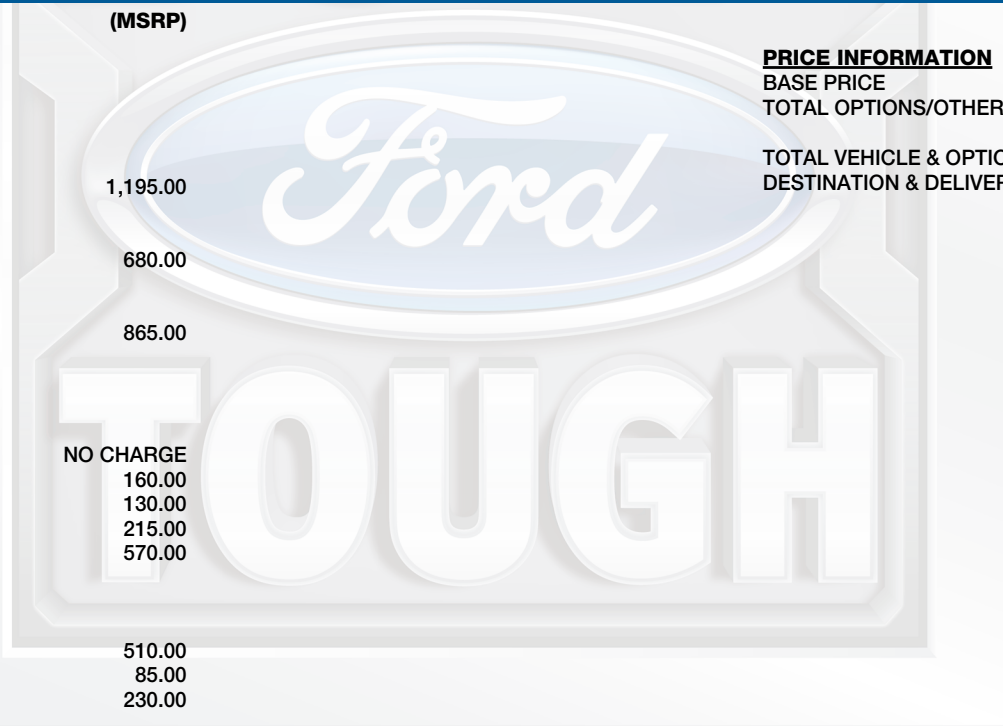 (MSRP)
PRICE INFORMATION
BASE PRICE
TOTAL OPTIONS/OTHER
TOTAL VEHICLE & OPTIO
1,195.00
DESTINATION & DELIVER
Ford
680.00
865.00
TOUGH
NO CHARGE
160.00
130.00
215.00
570.00
510.00
85.00
230.00